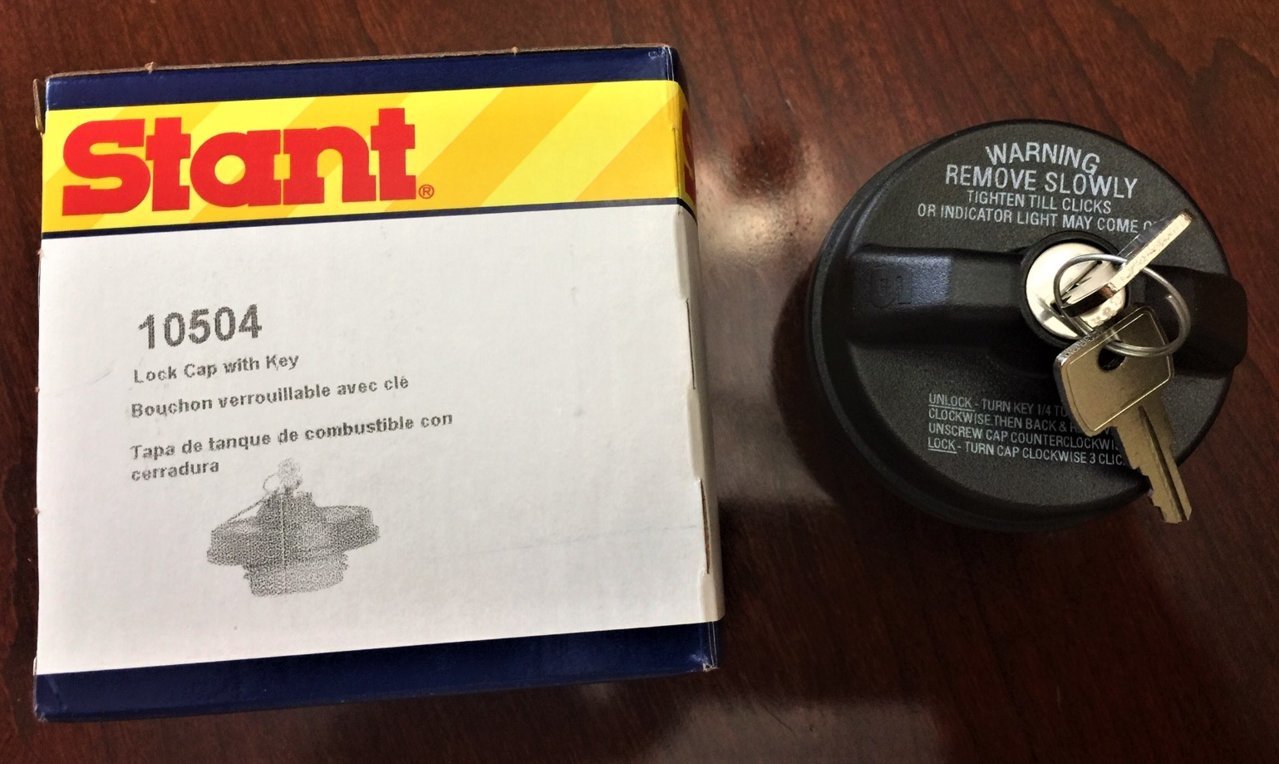 Stant®
10504
Lock Cap with Key
Bouchon verrouillable avec clé
Tapa de tanque de combustible con
cerradura
WARNING
REMOVE SLOWLY
TIGHTEN TILL CLICKS
OR INDICATOR LIGHT MAY COME
UNLOCK - TURN KEY 1/4
CLOCKWISE.THEN BACK &
UNSCREW CAP
LOCK - TURN CAP CLOCKWISE 3